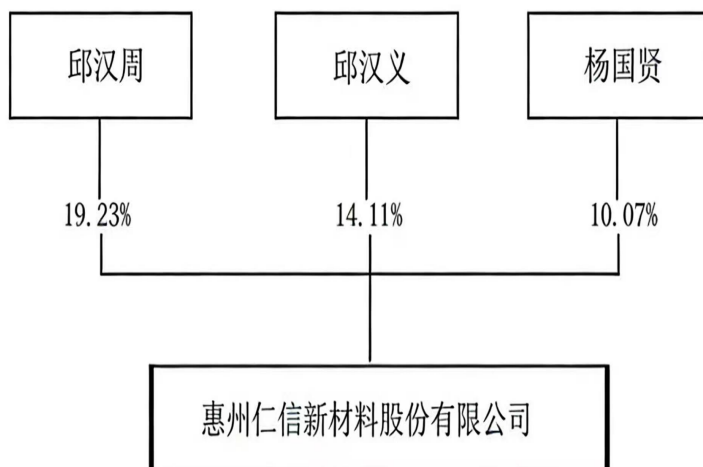 邱汉周
邱汉义
杨国贤
19.23%
14.11%
10.07%
惠州仁信新材料股份有限公司